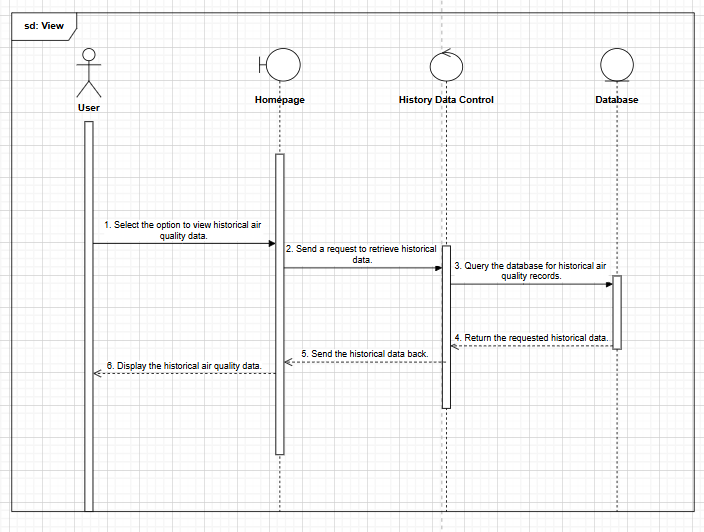 sd: View
User
Homepage
History Data Control
Database
1. Select the option to view historical air
quality data.
2. Send a request to retrieve historical
data.
3. Query the database for historical air
quality records.
4. Return the requested historical data.
5. Send the historical data back.
6. Display the historical air quality data.